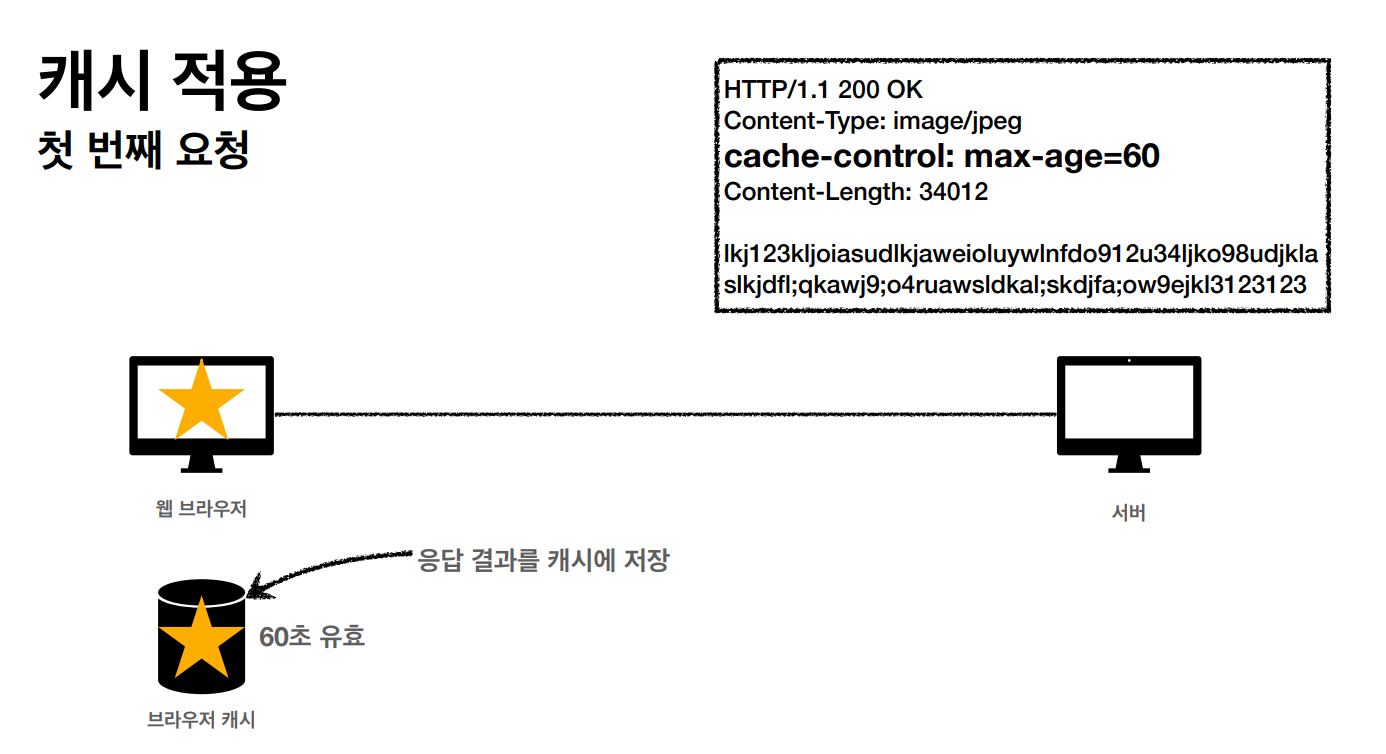 캐시 적용
첫 번째 요청
HTTP/1.1 200 OK
Content-Type: image/jpeg
cache-control: max-age=60
Content-Length: 34012
lkj123kljoiasudlkjaweioluywlnfdo912u34ljko98udjkla
slkjdfl;qkawj9;o4ruawsldkal;skdjfa;ow9ejkl3123123
웹 브라우저
서버
응답 결과를 캐시에 저장
60초 유효
브라우저 캐시